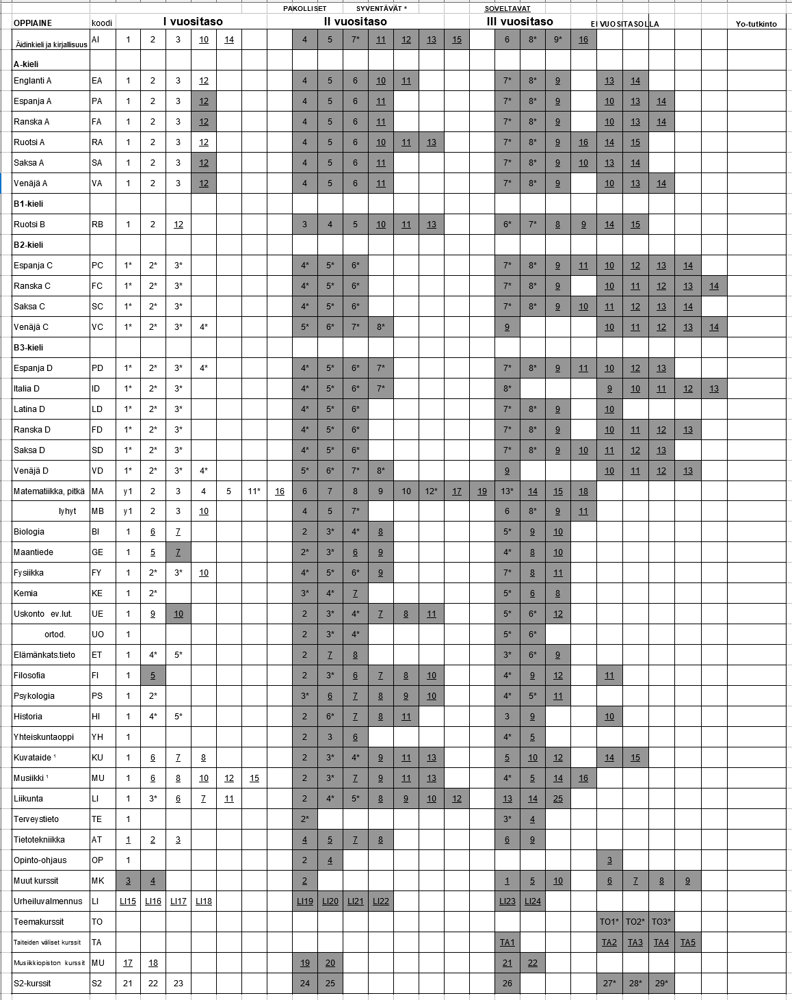 PAKOLLISET SYVENTÄVÄT * SOVELTAVAT
OPPIAINE koodi I vuositaso II vuositaso III vuositaso EI VUOSITASOLLA Yo-tutkinto
Äidinkieli ja kirjallisuus AI 1 2 3 10 14 4 5 7* 11 12 13 15 6 8* 9* 16
A-kieli
Englanti A EA 1 2 3 12 4 5 6 10 11 7* 8* 9 13 14
Espanja A PA 1 2 3 12 4 5 6 11 7* 8* 9 10 13 14
Ranska A FA 1 2 3 12 4 5 6 11 7* 8* 9 10 13 14
Ruotsi A RA 1 2 3 12 4 5 6 10 11 13 7* 8* 9 16 14 15
Saksa A SA 1 2 3 12 4 5 6 11 7* 8* 9 10 13 14
Venäjä A VA 1 2 3 12 4 5 6 11 7* 8* 9 10 13 14
B1-kieli
Ruotsi B RB 1 2 12 3 4 5 10 11 13 6* 7* 8 9 14 15
B2-kieli
Espanja C PC 1* 2* 3* 4* 5* 6* 7* 8* 9 11 10 12 13 14
Ranska C FC 1* 2* 3* 4* 5* 6* 7* 8* 9 10 11 12 13 14
Saksa C SC 1* 2* 3* 4* 5* 6* 7* 8* 9 10 11 12 13 14
Venäjä C VC 1* 2* 3* 4* 5* 6* 7* 8* 9 10 11 12 13 14
B3-kieli
Espanja D PD 1* 2* 3* 4* 4* 5* 6* 7* 7* 8* 9 11 10 12 13
Italia D ID 1* 2* 3* 4* 5* 6* 7* 8* 9 10 11 12 13
Latina D LD 1* 2* 3* 4* 5* 6* 7* 8* 9 10
Ranska D FD 1* 2* 3* 4* 5* 6* 7* 8* 9 10 11 12 13
Saksa D SD 1* 2* 3* 4* 5* 6* 7* 8* 9 10 11 12 13
Venäjä D VD 1* 2* 3* 4* 5* 6* 7* 8* 9 10 11 12 13
Matematiikka, pitkä MA y1 2 3 4 5 11* 16 6 7 8 9 10 12* 17 19 13* 14 15 18
lyhyt MB y1 2 3 10 4 5 7* 6 8* 9 11
Biologia BI 1 6 7 2 3* 4* 8 5* 9 10
Maantiede GE 1 5 7 2* 3* 6 9 4* 8 10
Fysiikka FY 1 2* 3* 10 4* 5* 6* 9 7* 8 11
Kemia KE 1 2* 3* 4* 7 5* 6 8
Uskonto ev.lut. UE 1 9 10 2 3* 4* 7 8 11 5* 6* 12
ortod. UO 1 2 3* 4* 5* 6*
Elämänkats.tieto ET 1 4* 5* 2 7 8 3* 6* 9
Filosofia FI 1 5 2 3* 6 7 8 10 4* 9 12 11
Psykologia PS 1 2* 3* 6 7 8 9 10 4* 5* 11
Historia HI 1 4* 5* 2 6* 7 8 11 3 9 10
Yhteiskuntaoppi YH 1 2 3 6 4* 5
Kuvataide ¹ KU 1 6 7 8 2 3* 4* 9 11 13 5 10 12 14 15
Musiikki ¹ MU 1 6 8 10 12 15 2 3* 7 9 11 13 4* 5 14 16
Liikunta LI 1 3* 6 7 11 2 4* 5* 8 9 10 12 13 14 25
Terveystieto TE 1 2* 3* 4
Tietotekniikka AT 1 2 3 4 5 7 8 6 9
Opinto-ohjaus OP 1 2 4 3
Muut kurssit MK 3 4 2 1 5 10 6 7 8 9
Urheiluvalmennus LI LI15 LI16 LI17 LI18 LI19 LI20 LI21 LI22 LI23 LI24
Teemakurssit TO TO1* TO2* TO3*
Taiteiden väliset kurssit TA TA1 TA2 TA3 TA4 TA5
Musiikkiopiston kurssit MU 17 18 19 20 21 22
S2-kurssit S2 21 22 23 24 25 26 27* 28* 29*